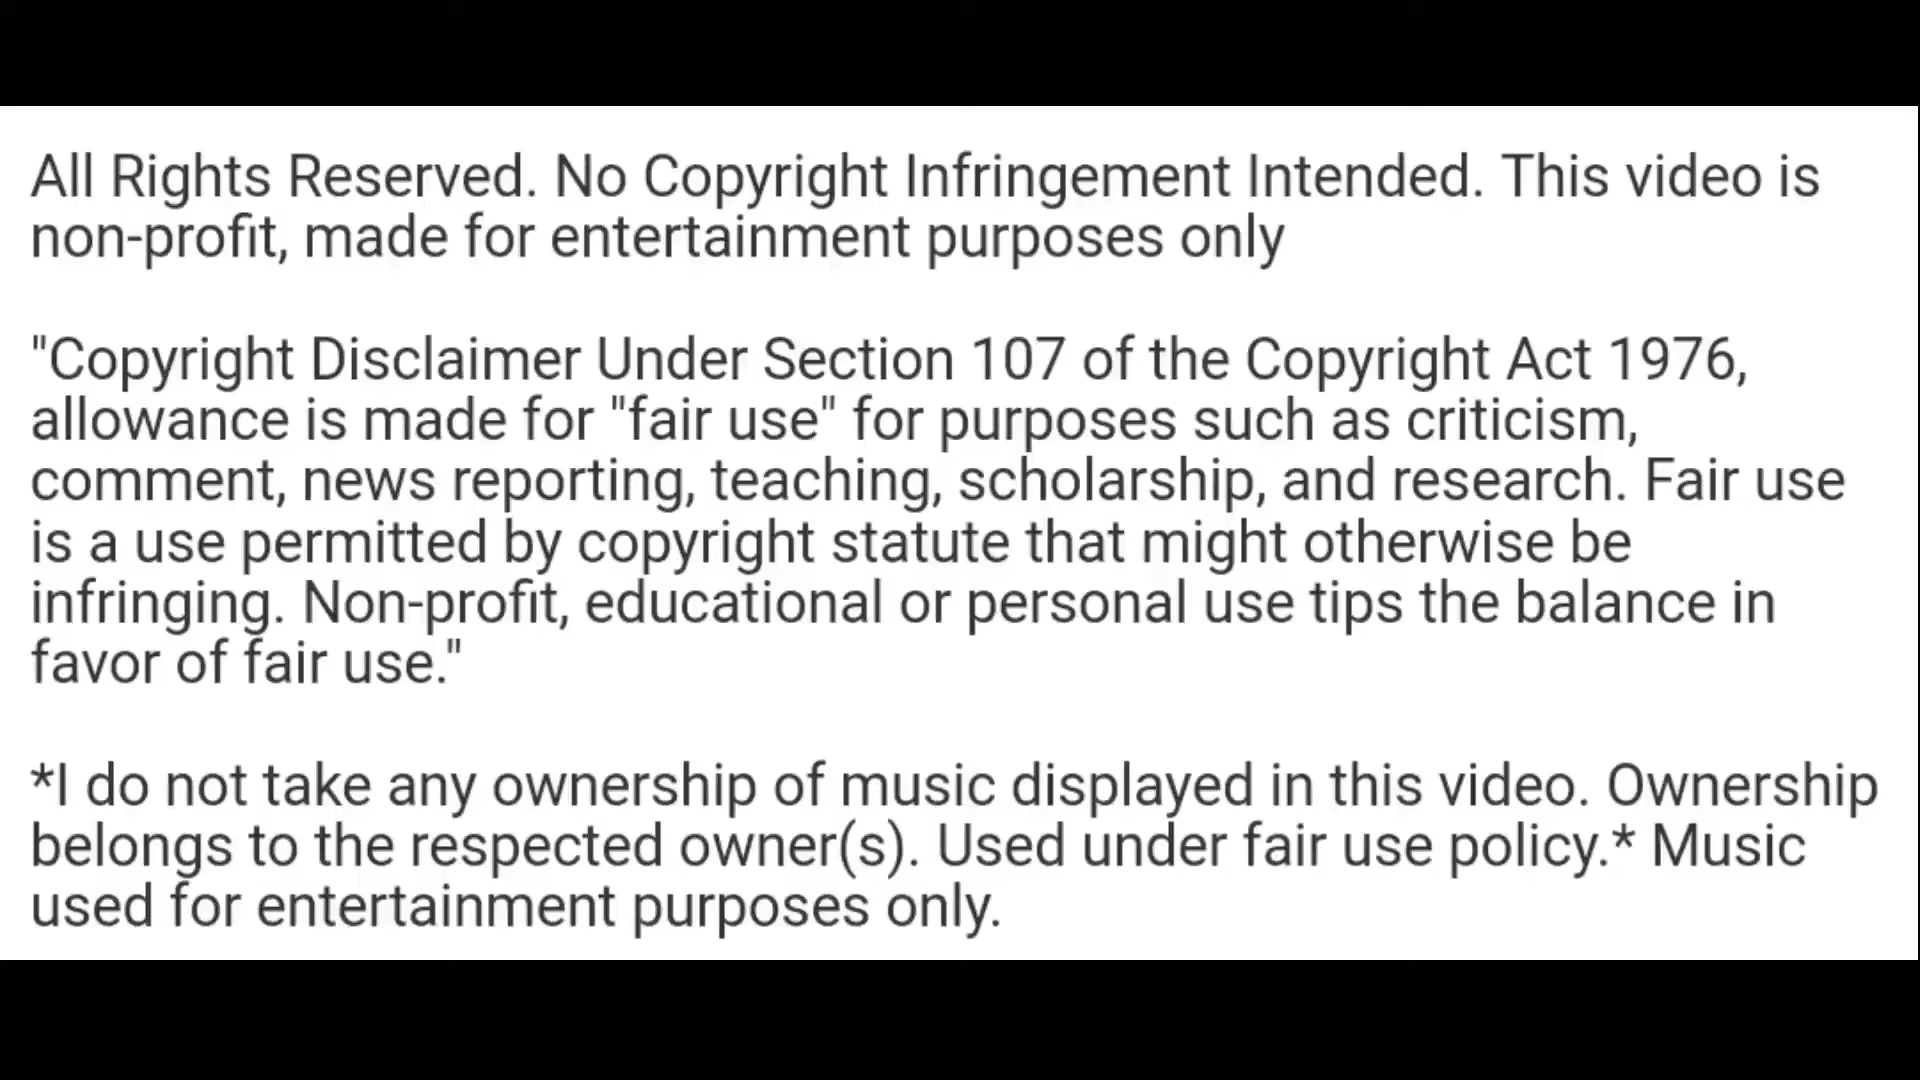 All Rights Reserved. No Copyright Infringement Intended. This video is
non-profit, made for entertainment purposes only
"Copyright Disclaimer Under Section 107 of the Copyright Act 1976,
allowance is made for "fair use" for purposes such as criticism,
comment, news reporting, teaching, scholarship, and research. Fair use
is a use permitted by copyright statute that might otherwise be
infringing. Non-profit, educational or personal use tips the balance in
favor of fair use."
*I do not take any ownership of music displayed in this video. Ownership
belongs to the respected owner(s). Used under fair use policy.* Music
used for entertainment purposes only.